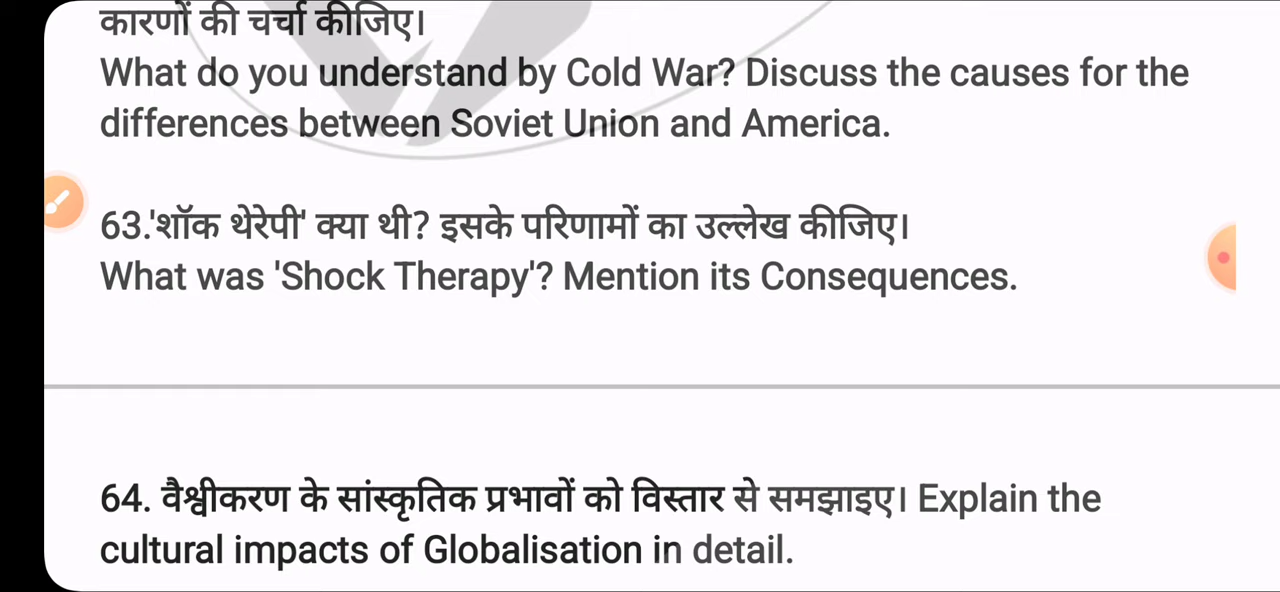 कारणों की चर्चा कीजिए।
What do you understand by Cold War? Discuss the causes for the
differences between Soviet Union and America.
63.'शॉक थेरेपी' क्या थी? इसके परिणामों का उल्लेख कीजिए।
What was 'Shock Therapy'? Mention its Consequences.
64. वैश्वीकरण के सांस्कृतिक प्रभावों को विस्तार से समझाइए। Explain the
cultural impacts of Globalisation in detail.